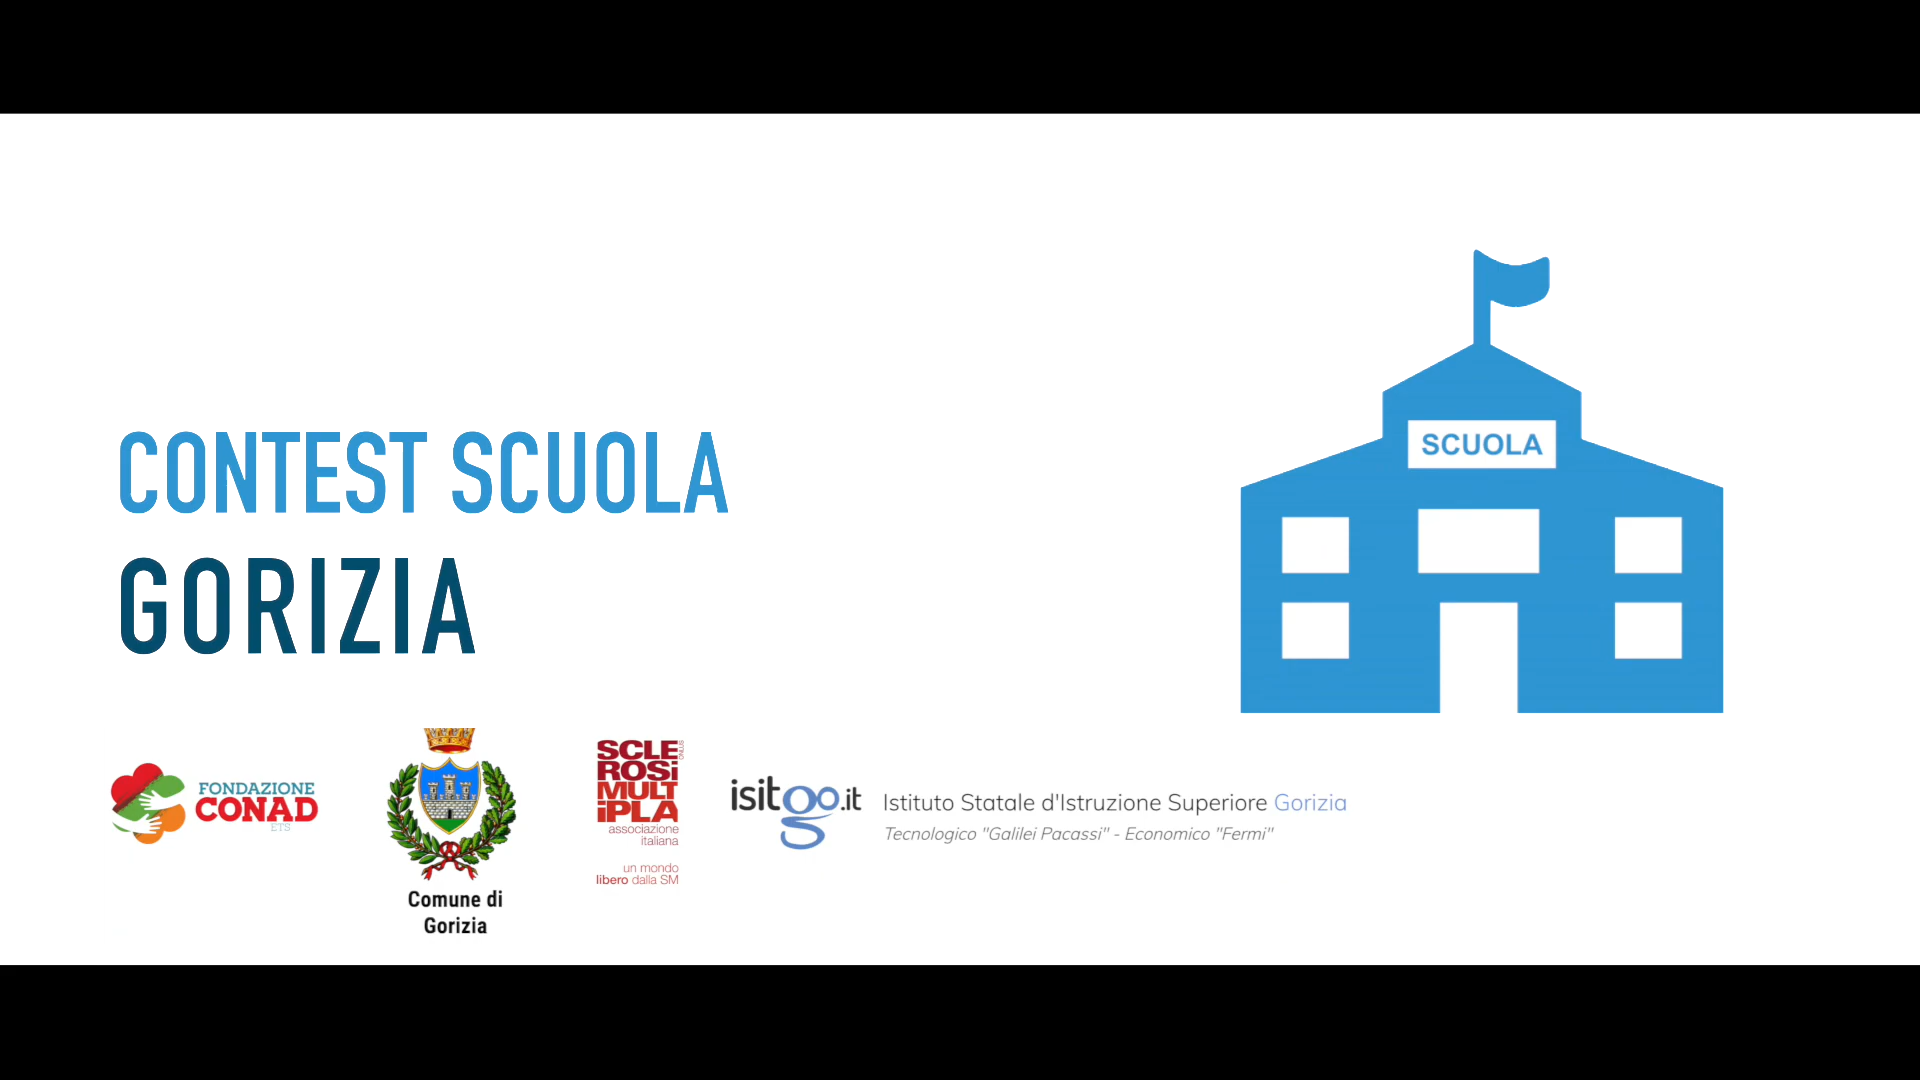 SCUOLA
CONTEST SCUOLA
GORIZIA
FONDAZIONE
CONAD
ETS
Comune di
Gorizia
SCLE
ROSi
MULT
iPLA
ONLUS
associazione
italiana
un mondo
libero dalla SM
isitgo.it
Istituto Statale d'Istruzione Superiore Gorizia
Tecnologico "Galilei Pacassi" - Economico "Fermi"